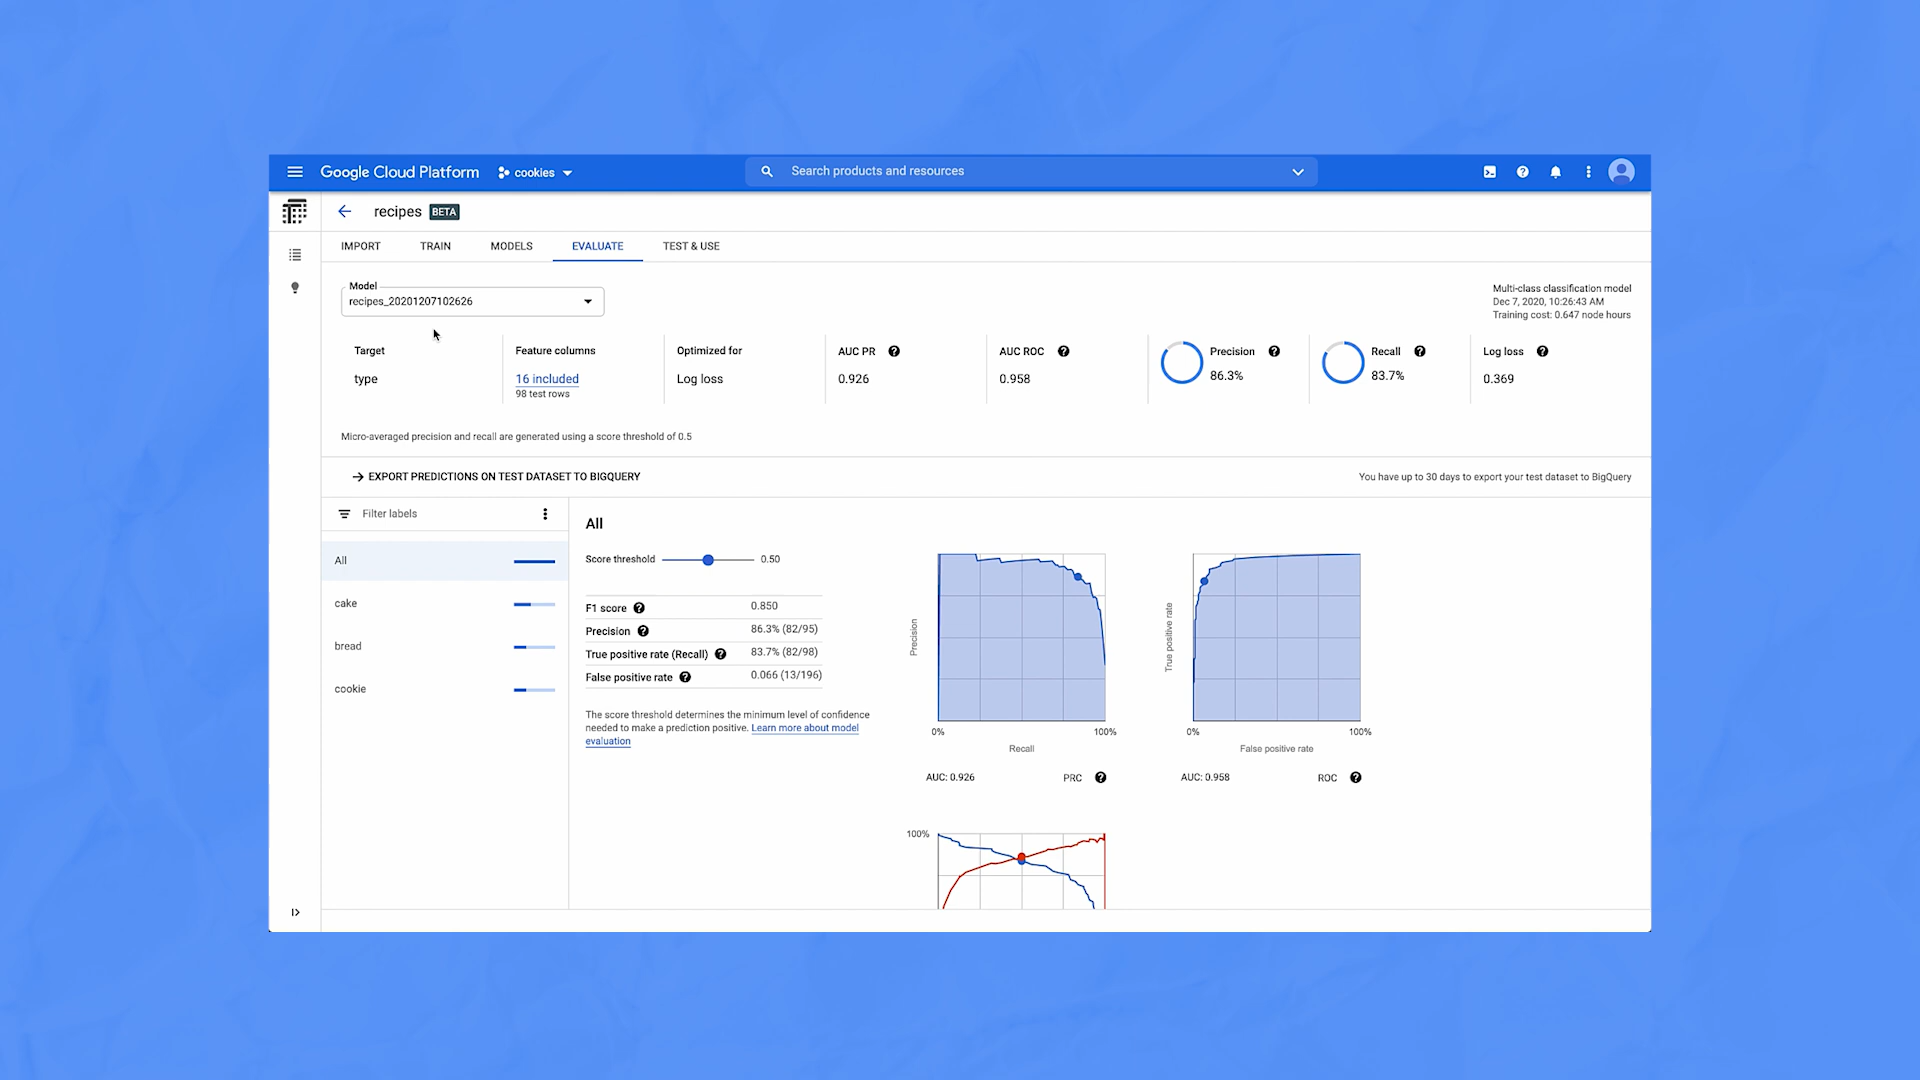 Google Cloud Platform
cookies
Search products and resources
recipes BETA
IMPORT
TRAIN
MODELS
EVALUATE
TEST & USE
Model
recipes_20201207102626
Multi-class classification model
Dec 7, 2020, 10:26:43 AM
Training cost: 0.647 node hours
Target
type
Feature columns
16 included
98 test rows
Optimized for
Log loss
AUC PR
0.926
AUC ROC
0.958
Precision
86.3%
Recall
83.7%
Log loss
0.369
Micro-averaged precision and recall are generated using a score threshold of 0.5
EXPORT PREDICTIONS ON TEST DATASET TO BIGQUERY
You have up to 30 days to export your test dataset to BigQuery
Filter labels
All
cake
bread
cookie
All
Score threshold 0.50
F1 score 0.850
Precision 86.3% (82/95)
True positive rate (Recall) 83.7% (82/98)
False positive rate 0.066 (13/196)
The score threshold determines the minimum level of confidence
needed to make a prediction positive. Learn more about model
evaluation
Precision
0% 100%
Recall
AUC: 0.926 PRC
True positive rate
0% 100%
False positive rate
AUC: 0.958 ROC
100%